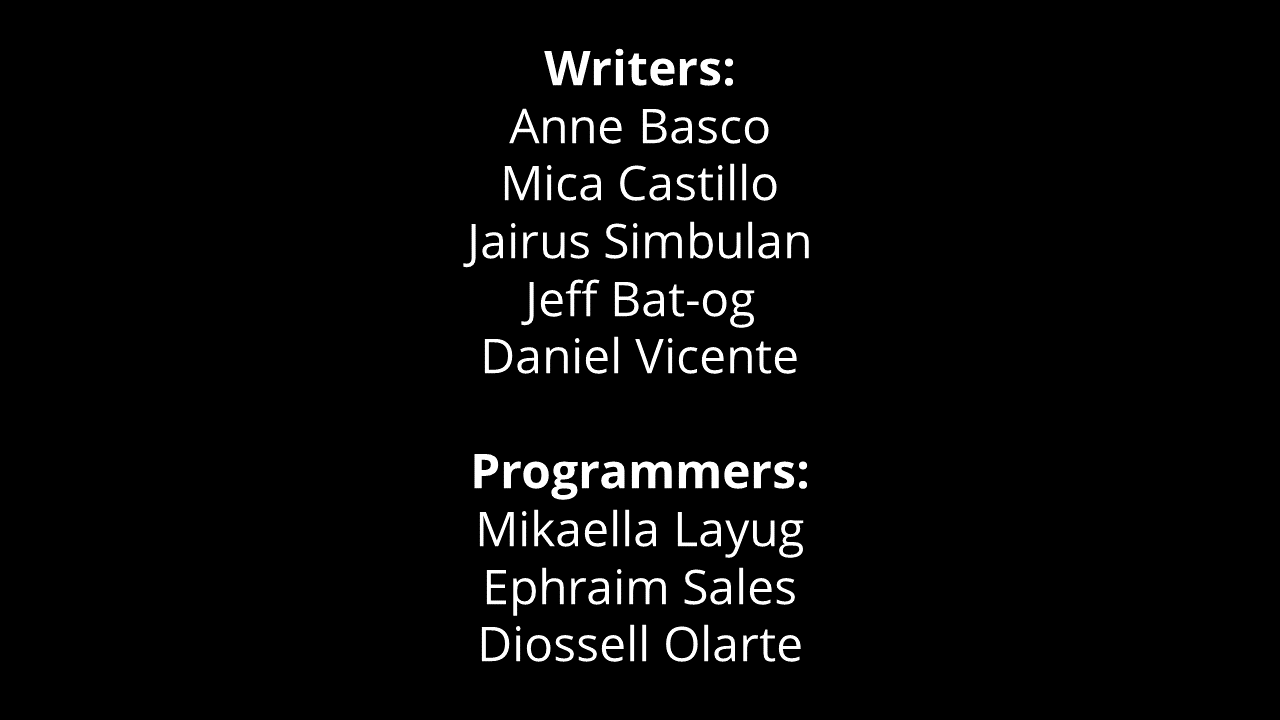 Writers:
Anne Basco
Mica Castillo
Jairus Simbulan
Jeff Bat-og
Daniel Vicente
Programmers:
Mikaella Layug
Ephraim Sales
Diossell Olarte